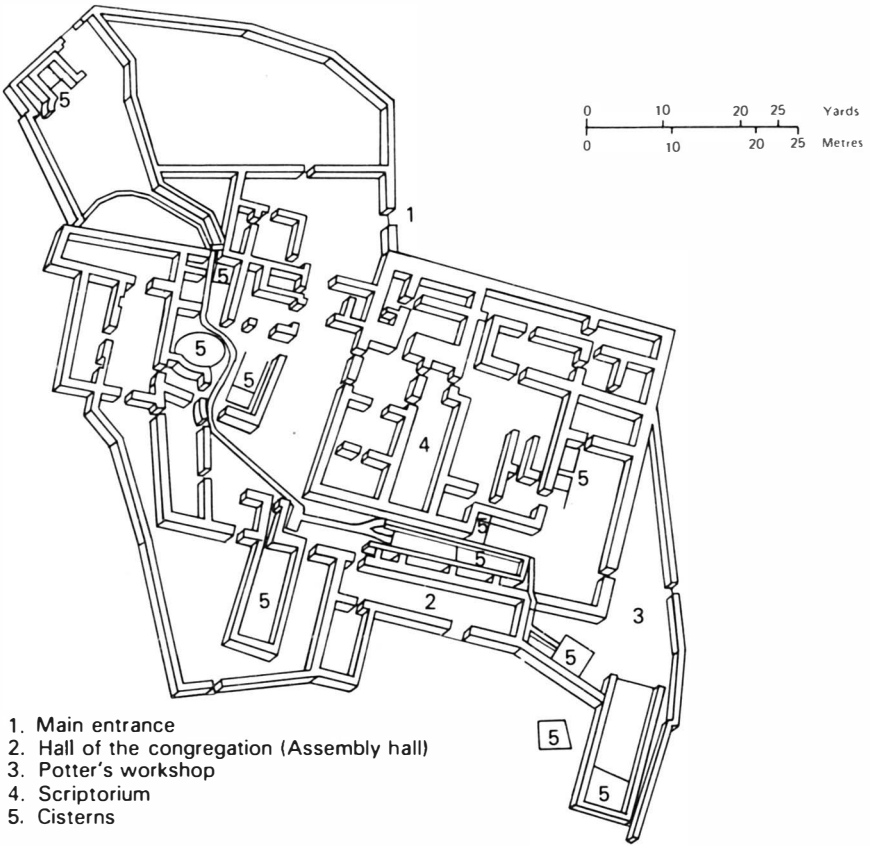 0 10 20 25 Yards
0 10 20 25 Metres
5
1
5
5
5
4
5
5
5
5
2
3
5
5
5
1. Main entrance
2. Hall of the congregation (Assembly hall)
3. Potter's workshop
4. Scriptorium
5. Cisterns